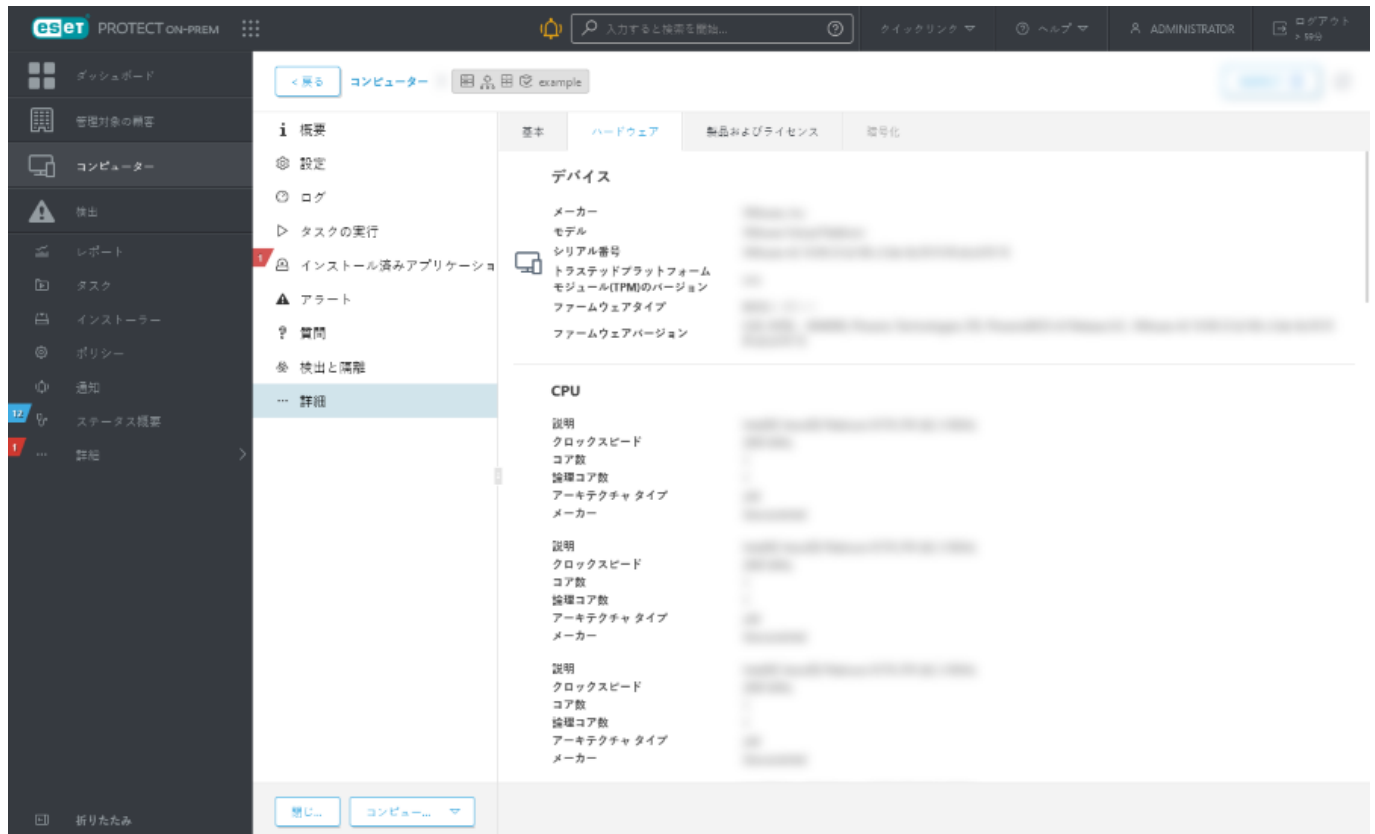 eset PROTECT ON-PREM
入力すると検索を開始...
クイックリンク
ヘルプ
ADMINISTRATOR
ログアウト
> 59分
ダッシュボード
管理対象の顧客
コンピューター
検出
レポート
タスク
インストーラー
ポリシー
通知
12
ステータス概要
1
詳細
折りたたみ
<戻る
コンピューター
example
概要
設定
ログ
タスクの実行
1
インストール済みアプリケーショ
アラート
質問
検出と隔離
詳細
閉じ...
コンピュー...
基本
ハードウェア
製品およびライセンス
暗号化
デバイス
メーカー
モデル
シリアル番号
トラステッドプラットフォーム
モジュール(TPM)のバージョン
ファームウェアタイプ
ファームウェアバージョン
CPU
説明
クロックスピード
コア数
論理コア数
アーキテクチャ タイプ
メーカー
説明
クロックスピード
コア数
論理コア数
アーキテクチャ タイプ
メーカー
説明
クロックスピード
コア数
論理コア数
アーキテクチャ タイプ
メーカー